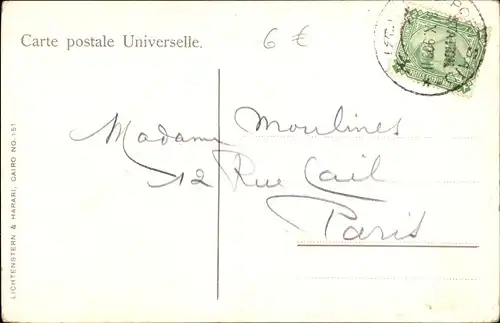 Carte postale Universelle.
6 €
Madame Moulines
12 Rue Cail
Paris
LICHTENSTERN & HARARI, CAIRO NO. 151